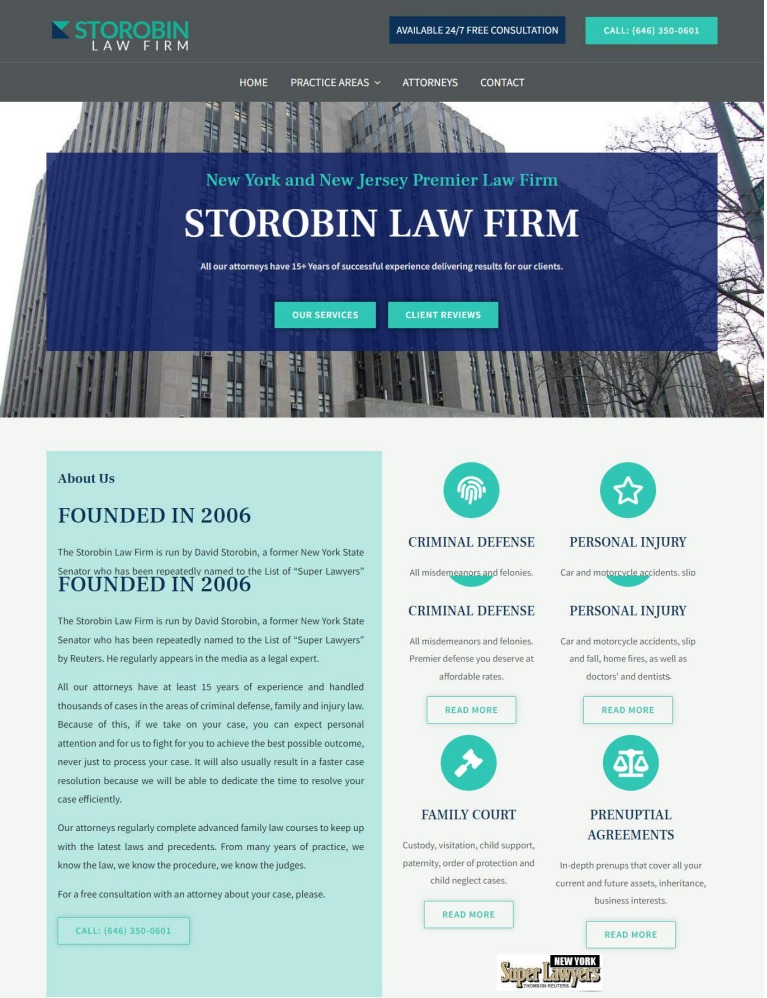 STOROBIN
LAW FIRM
AVAILABLE 24/7 FREE CONSULTATION
CALL: (646) 350-0601
HOME
PRACTICE AREAS
ATTORNEYS
CONTACT
New York and New Jersey Premier Law Firm
STOROBIN LAW FIRM
All our attorneys have 15+ Years of successful experience delivering results for our clients.
OUR SERVICES
CLIENT REVIEWS
About Us
FOUNDED IN 2006
The Storobin Law Firm is run by David Storobin, a former New York State
Senator who has been repeatedly named to the List of “Super Lawyers”
FOUNDED IN 2006
The Storobin Law Firm is run by David Storobin, a former New York State
Senator who has been repeatedly named to the List of “Super Lawyers”
by Reuters. He regularly appears in the media as a legal expert.
All our attorneys have at least 15 years of experience and handled
thousands of cases in the areas of criminal defense, family and injury law.
Because of this, if we take on your case, you can expect personal
attention and for us to fight for you to achieve the best possible outcome,
never just to process your case. It will also usually result in a faster case
resolution because we will be able to dedicate the time to resolve your
case efficiently.
Our attorneys regularly complete advanced family law courses to keep up
with the latest laws and precedents. From many years of practice, we
know the law, we know the procedure, we know the judges.
For a free consultation with an attorney about your case, please.
CALL: (646) 350-0601
CRIMINAL DEFENSE
All misdemeanors and felonies.
PERSONAL INJURY
Car and motorcycle accidents, slip
CRIMINAL DEFENSE
All misdemeanors and felonies.
Premier defense you deserve at
affordable rates.
READ MORE
PERSONAL INJURY
Car and motorcycle accidents, slip
and fall, home fires, as well as
doctors’ and dentists.
READ MORE
FAMILY COURT
Custody, visitation, child support,
paternity, order of protection and
child neglect cases.
READ MORE
PRENUPTIAL
AGREEMENTS
In-depth prenups that cover all your
current and future assets, inheritance,
business interests.
READ MORE
NEW YORK
Super Lawyers
THOMSON REUTERS